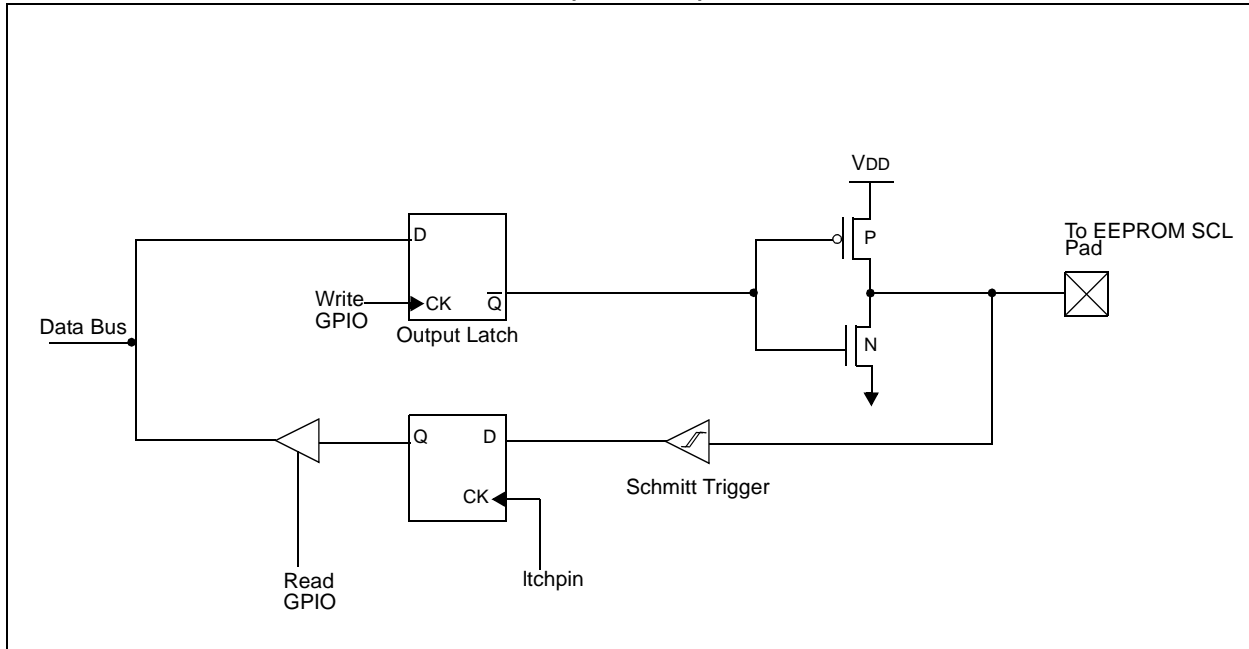 VDD
To EEPROM SCL
Pad
D
P
Write
GPIO
CK
Q
Output Latch
Data Bus
N
Q
D
CK
Schmitt Trigger
Read
GPIO
ltchpin